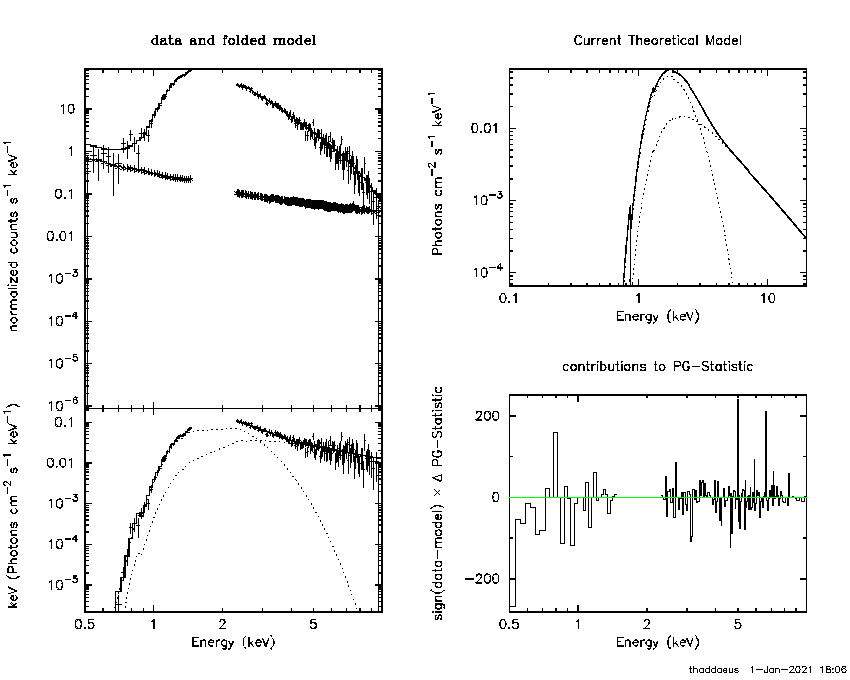 data and folded model
normalized counts s⁻¹ keV⁻¹
10
1
0.1
0.01
10⁻³
10⁻⁴
10⁻⁵
10⁻⁶
keV (Photons cm⁻² s⁻¹ keV⁻¹)
0.1
0.01
10⁻³
10⁻⁴
10⁻⁵
0.5 1 2 5
Energy (keV)
Current Theoretical Model
Photons cm⁻² s⁻¹ keV⁻¹
0.01
10⁻³
10⁻⁴
0.1 1 10
Energy (keV)
contributions to PG−Statistic
sign(data−model) × Δ PG−Statistic
200
0
−200
0.5 1 2 5
Energy (keV)
thaddaeus 1−Jan−2021 18:06